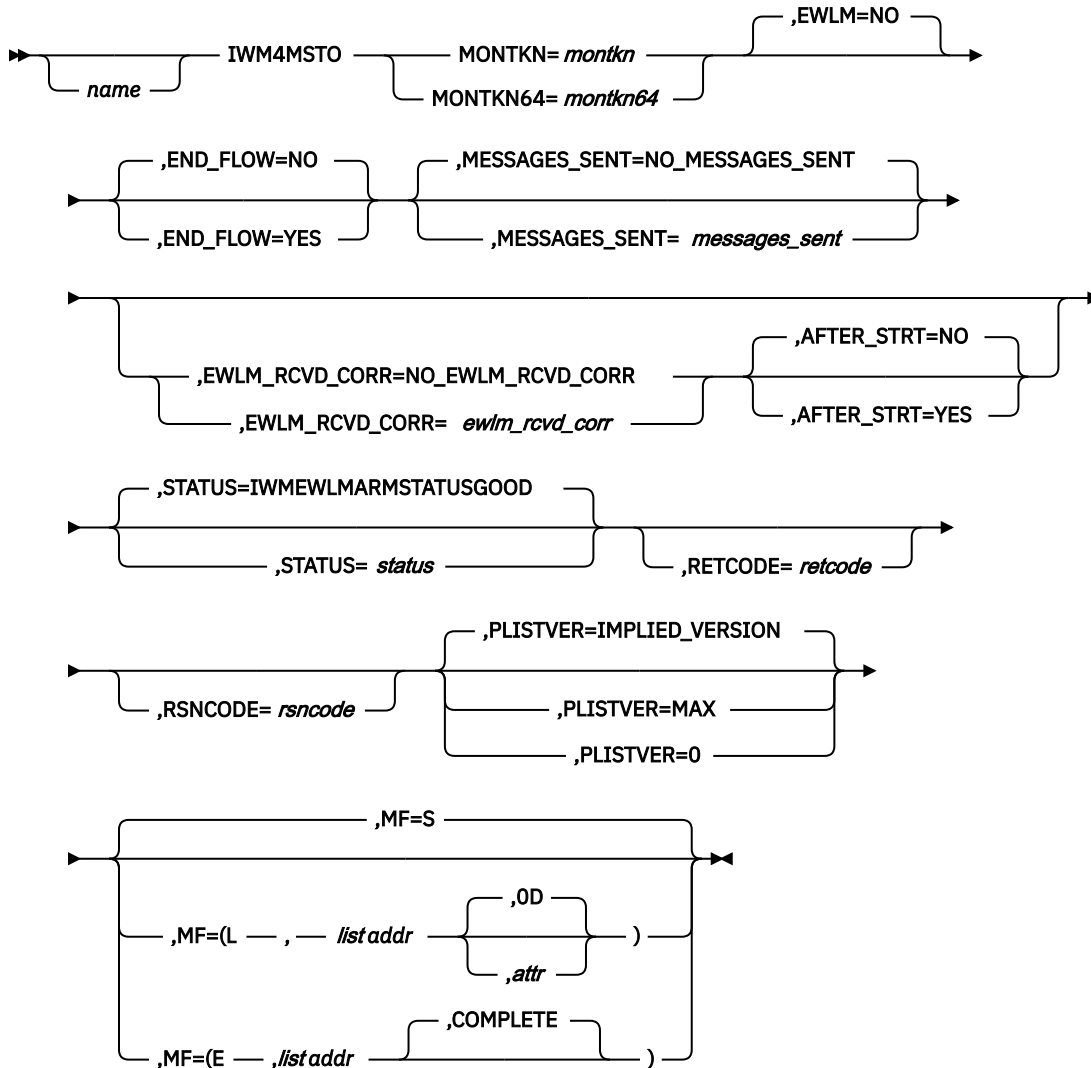 ,EWLM=NO
IWM4MSTO MONTKN= montkn
name
MONTKN64= montkn64
,END_FLOW=NO ,MESSAGES_SENT=NO_MESSAGES_SENT
,END_FLOW=YES ,MESSAGES_SENT= messages_sent
,AFTER_STRT=NO
,EWLM_RCVD_CORR=NO_EWLM_RCVD_CORR
,AFTER_STRT=YES
,EWLM_RCVD_CORR= ewlm_rcvd_corr
,STATUS=IWMEWLMARMSTATUSGOOD
,STATUS= status ,RETCODE= retcode
,PLISTVER=IMPLIED_VERSION
,RSNCODE= rsncode ,PLISTVER=MAX
,PLISTVER=0
,MF=S
,0D
,MF=(L , list addr )
,attr
,COMPLETE
,MF=(E ,list addr )